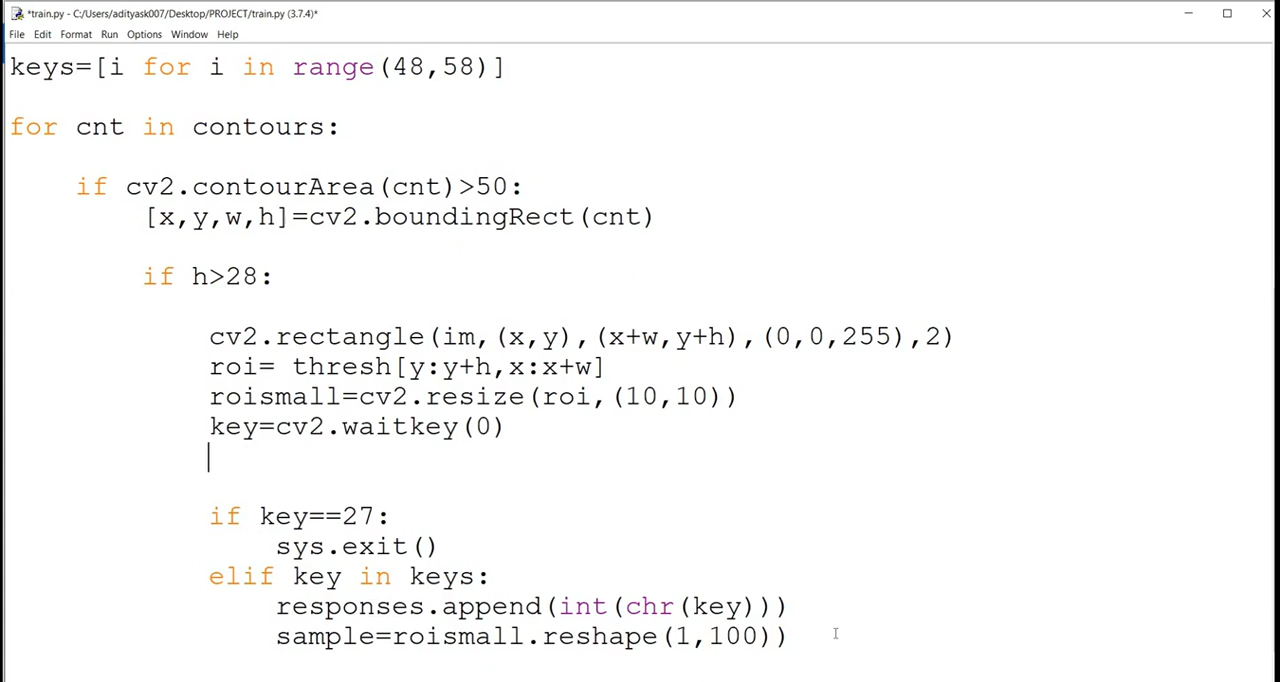 *train.py - C:/Users/adityask007/Desktop/PROJECT/train.py (3.7.4)*
File Edit Format Run Options Window Help
keys=[i for i in range(48,58)]
for cnt in contours:
    if cv2.contourArea(cnt)>50:
        [x,y,w,h]=cv2.boundingRect(cnt)
        if h>28:
            cv2.rectangle(im,(x,y),(x+w,y+h),(0,0,255),2)
            roi= thresh[y:y+h,x:x+w]
            roismall=cv2.resize(roi,(10,10))
            key=cv2.waitkey(0)
            if key==27:
                sys.exit()
            elif key in keys:
                responses.append(int(chr(key)))
                sample=roismall.reshape(1,100))